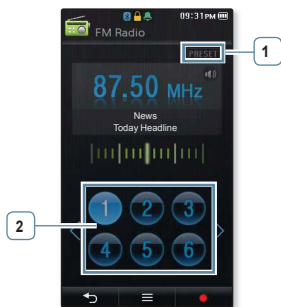 09:31PM
FM Radio
PRESET
1
87.50 MHz
News
Today Headline
2
1 2 3
4 5 6